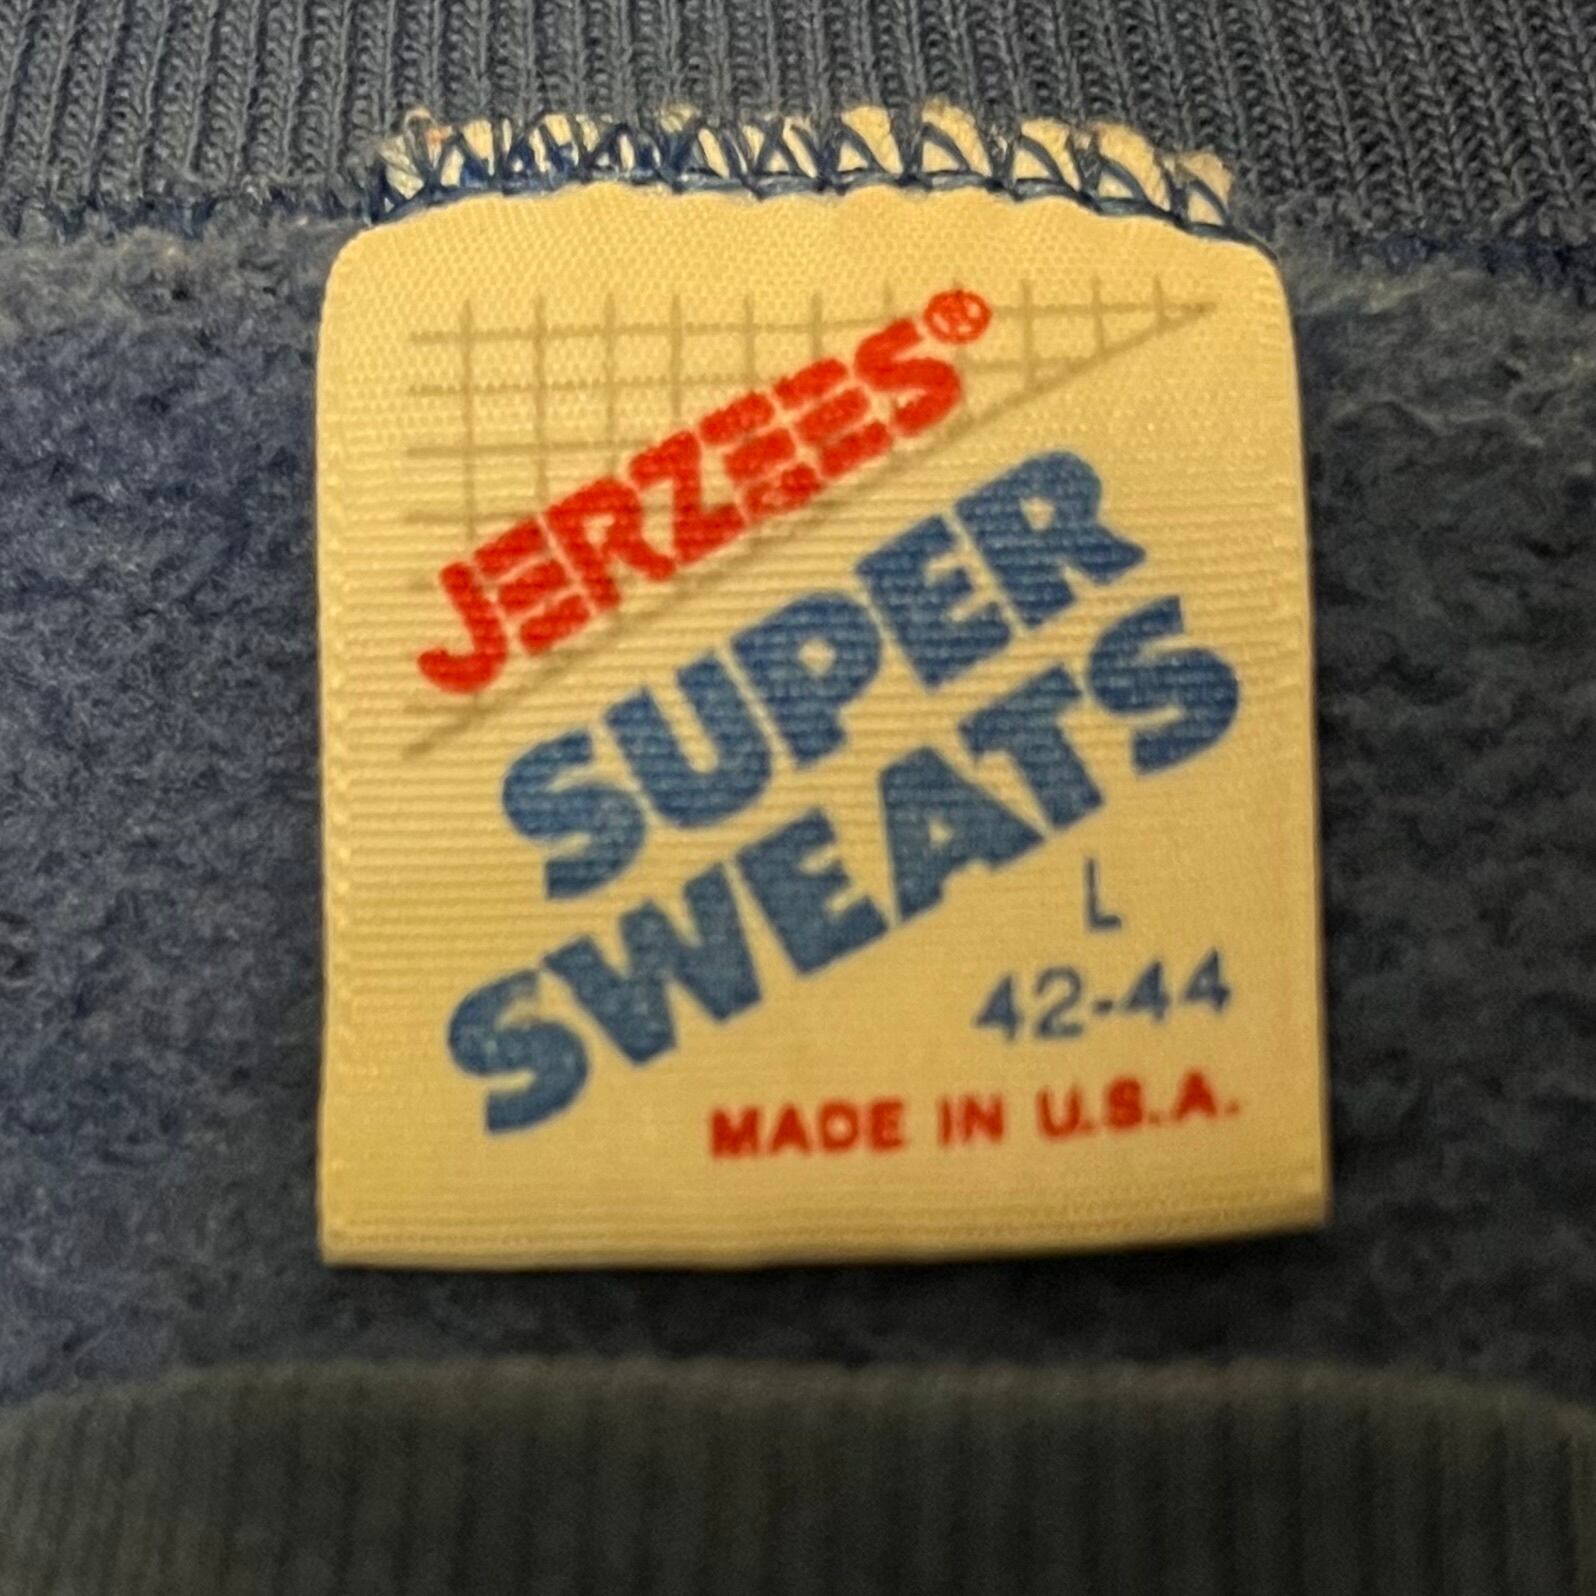 JERZEES®
SUPER
SWEATS
L
42-44
MADE IN U.S.A.